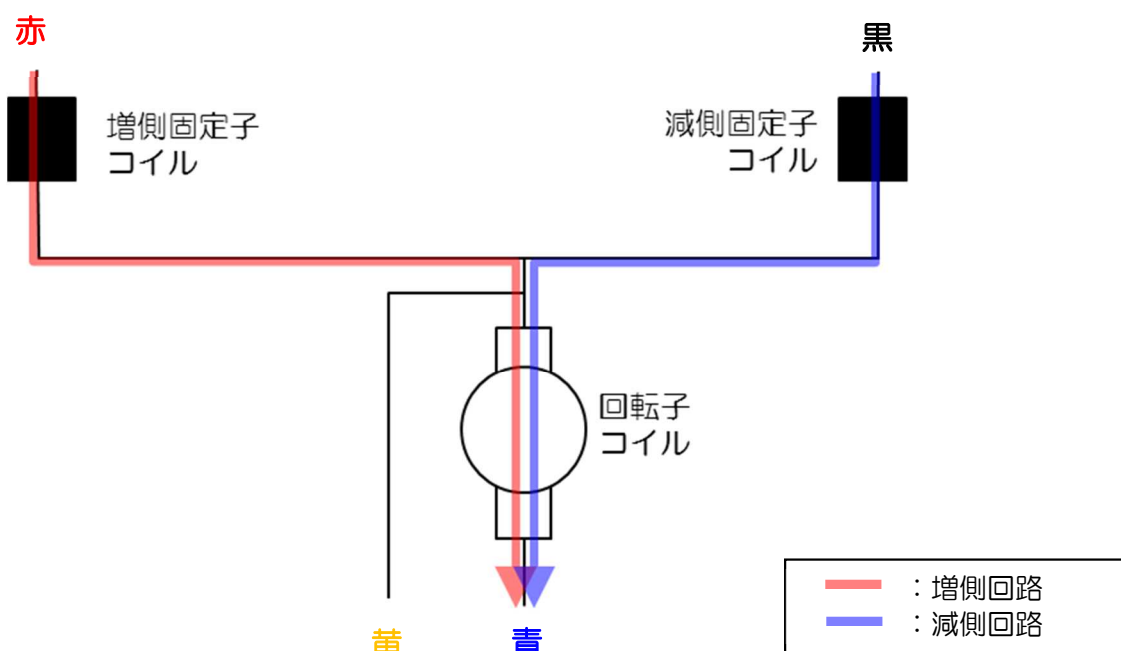 赤
黒
増側固定子
コイル
減側固定子
コイル
回転子
コイル
黄
青
：増側回路
：減側回路